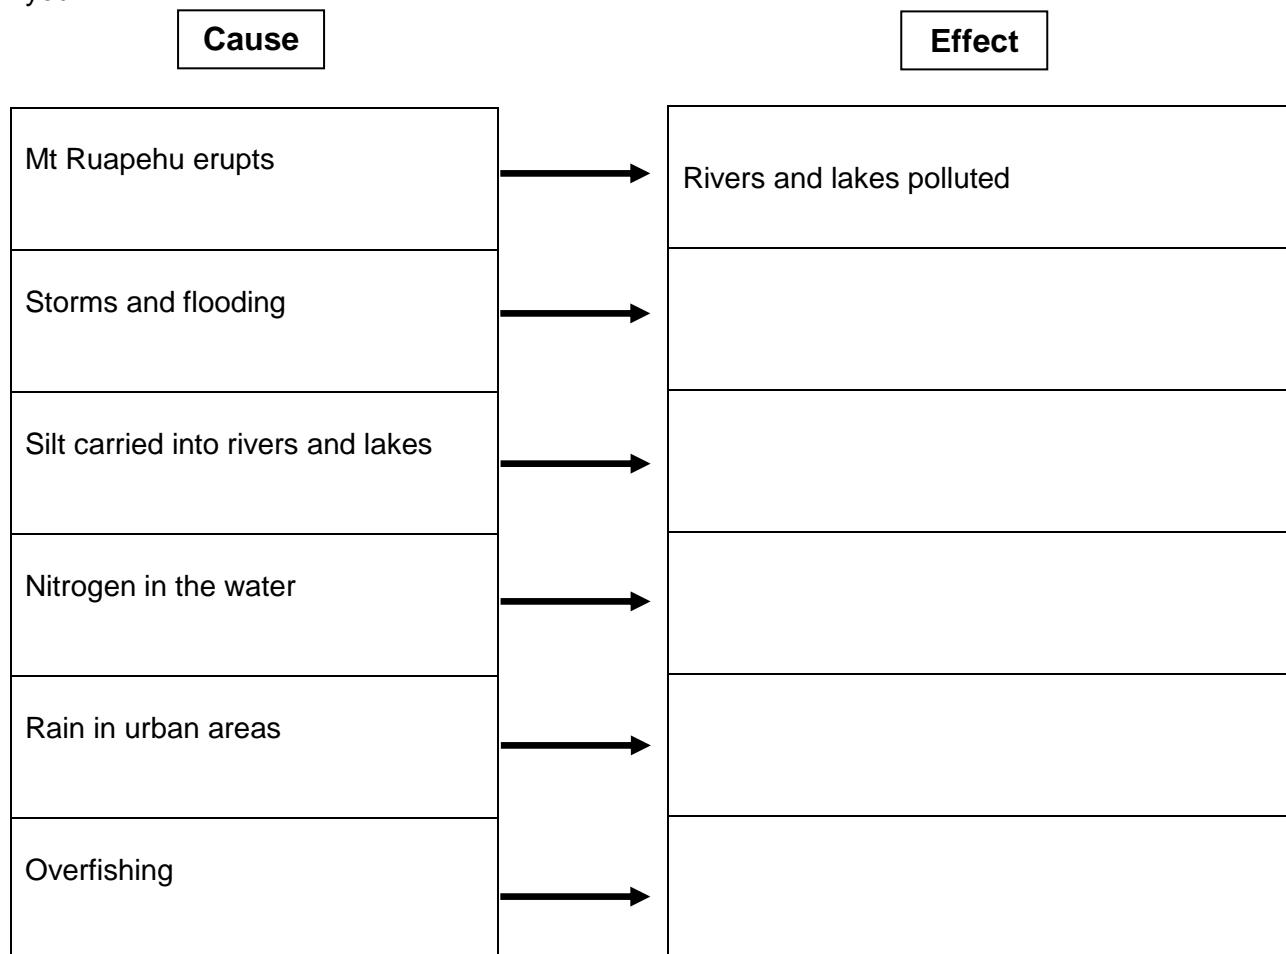 Cause
Effect
Mt Ruapehu erupts
Rivers and lakes polluted
Storms and flooding
Silt carried into rivers and lakes
Nitrogen in the water
Rain in urban areas
Overfishing